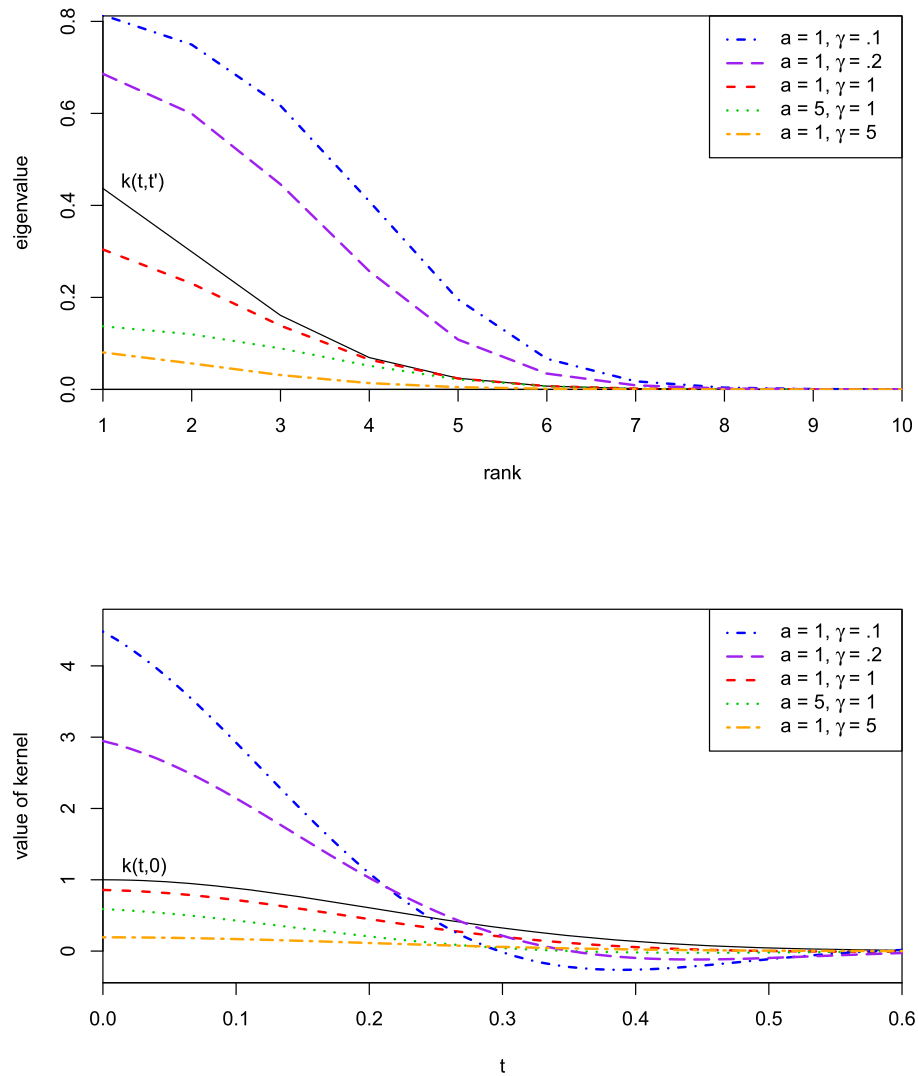 0.8
0.6
0.4
0.2
0.0
eigenvalue
k(t,t')
a = 1, γ = .1
a = 1, γ = .2
a = 1, γ = 1
a = 5, γ = 1
a = 1, γ = 5
1 2 3 4 5 6 7 8 9 10
rank
4
3
2
1
0
value of kernel
k(t,0)
a = 1, γ = .1
a = 1, γ = .2
a = 1, γ = 1
a = 5, γ = 1
a = 1, γ = 5
0.0 0.1 0.2 0.3 0.4 0.5 0.6
t